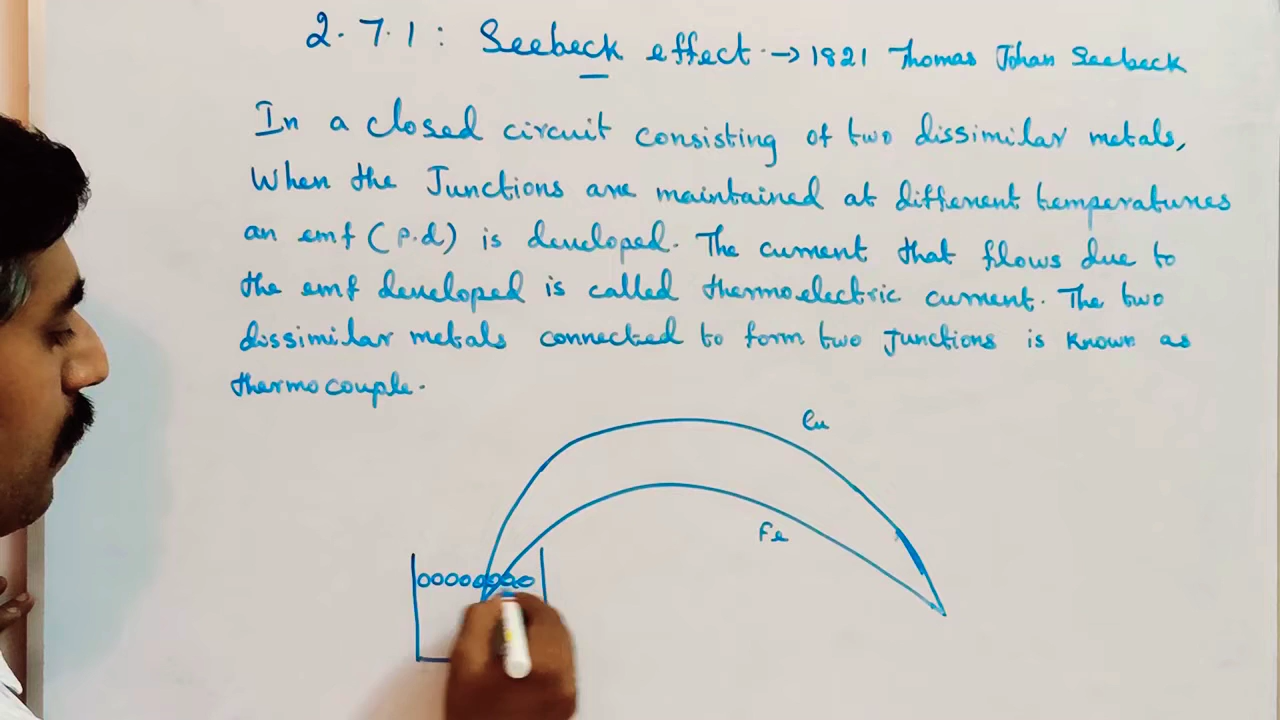 2.7.1: Seebeck effect → 1821 Thomas Johan Seebeck
In a closed circuit consisting of two dissimilar metals,
When the Junctions are maintained at different temperatures
an emf (p.d) is developed. The current that flows due to
the emf developed is called thermoelectric current. The two
dissimilar metals connected to form two Junctions is known as
thermocouple.
Cu
Fe